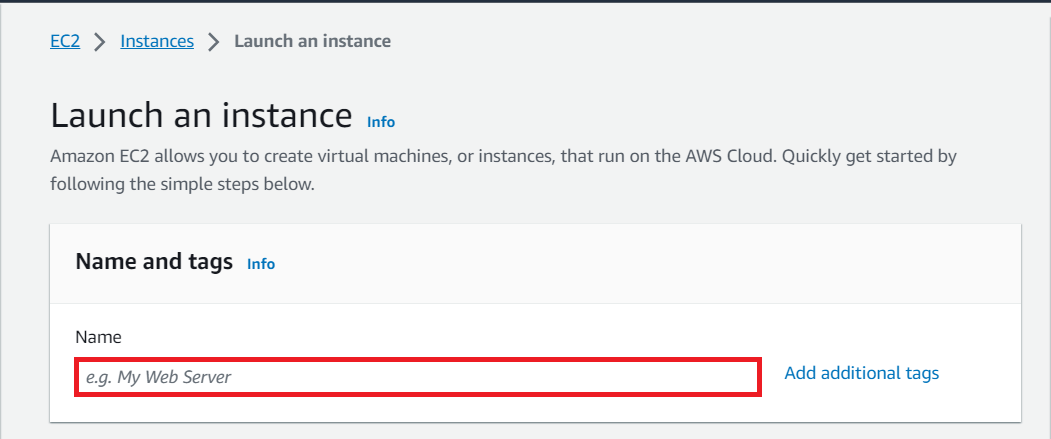 EC2 > Instances > Launch an instance
Launch an instance Info
Amazon EC2 allows you to create virtual machines, or instances, that run on the AWS Cloud. Quickly get started by
following the simple steps below.
Name and tags Info
Name
e.g. My Web Server Add additional tags